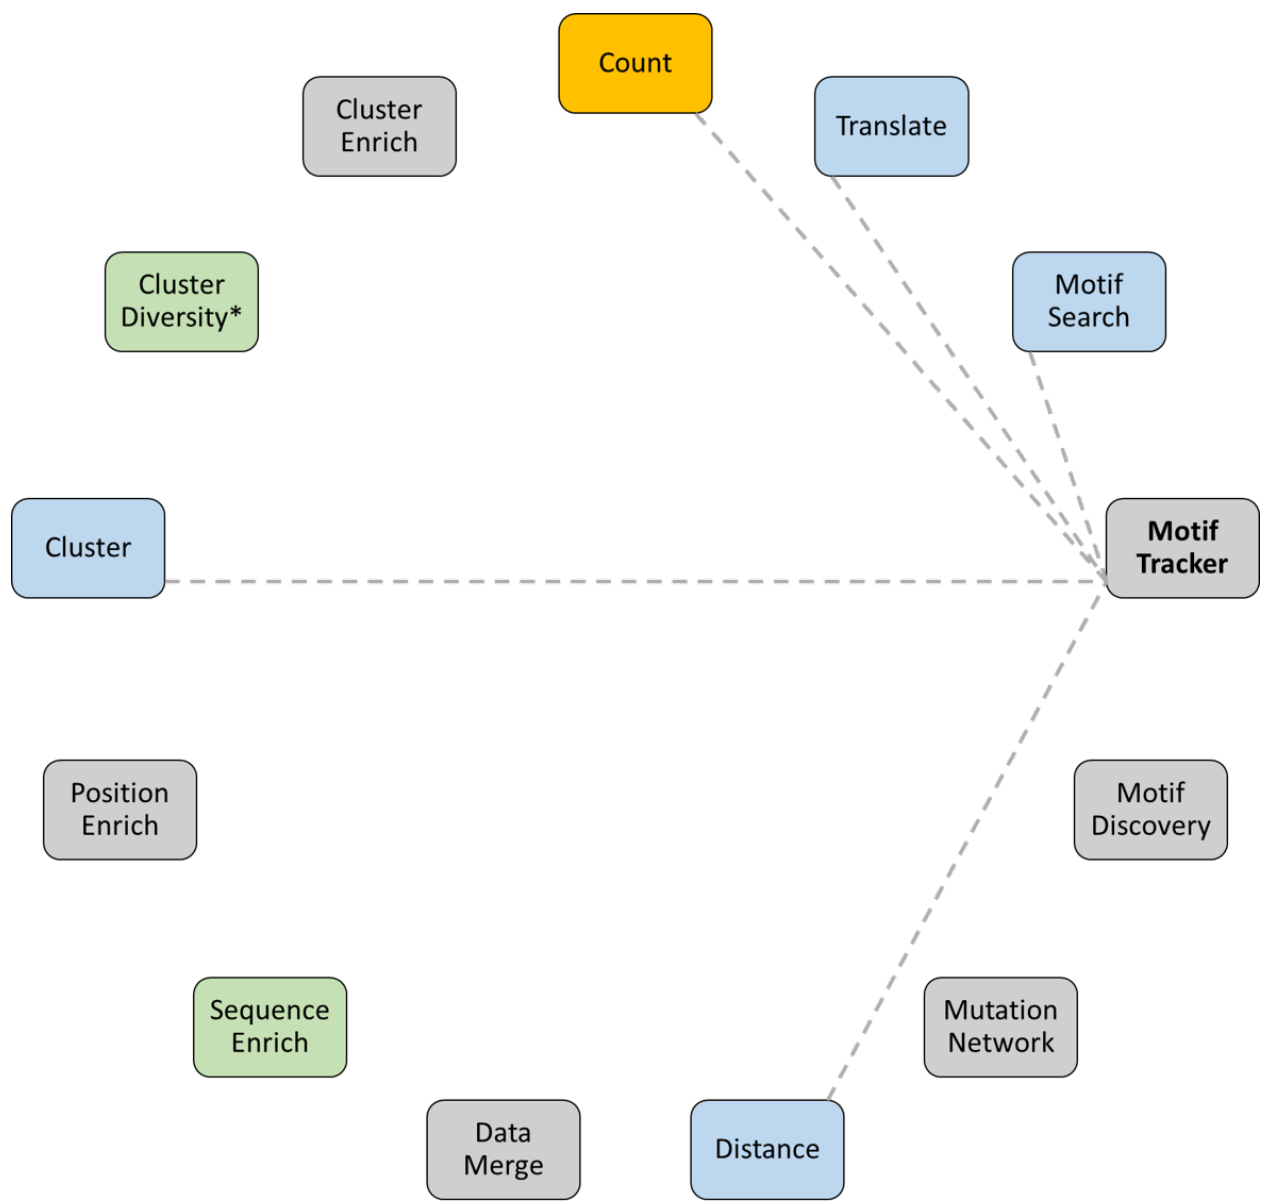 Count
Cluster
Enrich
Translate
Cluster
Diversity*
Motif
Search
Cluster
Motif
Tracker
Position
Enrich
Motif
Discovery
Sequence
Enrich
Mutation
Network
Data
Merge
Distance